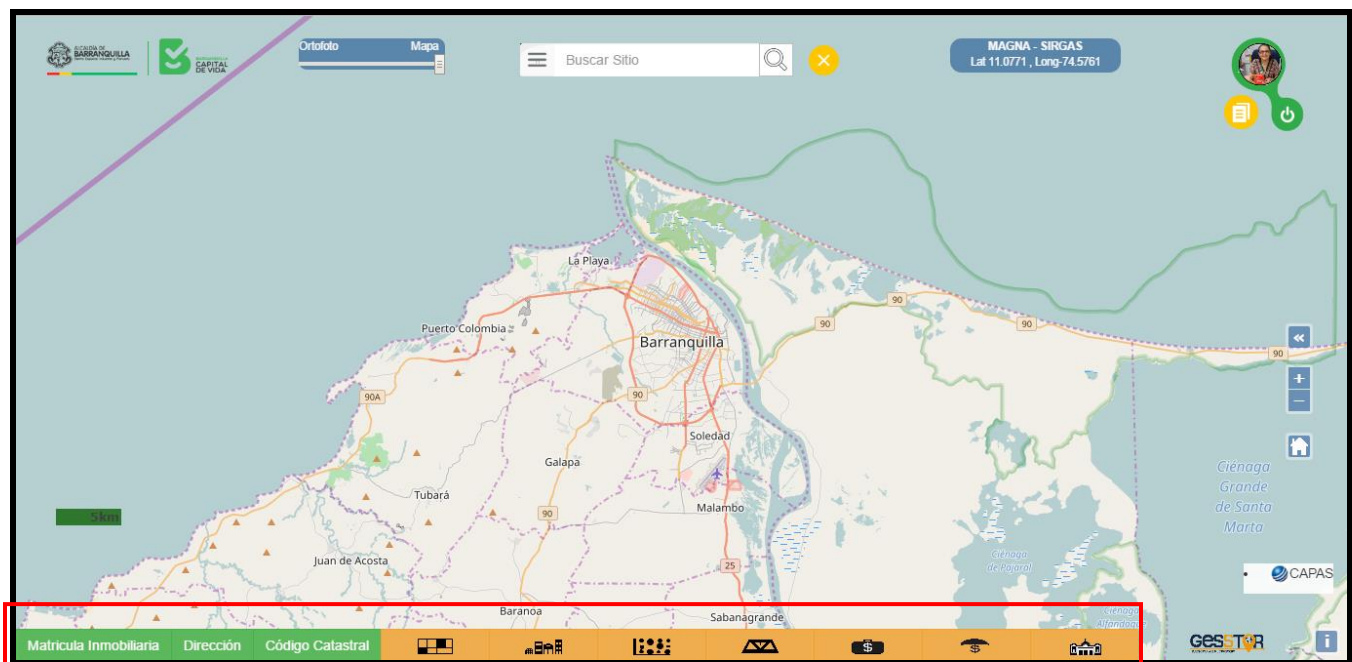 ALCALDÍA DE
BARRANQUILLA
CAPITAL
DE VIDA
Ortofoto Mapa
Buscar Sitio
MAGNA - SIRGAS
Lat 11.0771 , Long-74.5761
La Playa
90
Puerto Colombia
90
90
Barranquilla
90
90A
90
Soledad
Galapa
Ciénaga
Grande
de Santa
Marta
Tubará
Malambo
90
5km
Juan de Acosta
25
Ciénaga
de Pajaral
CAPAS
Baranoa
Sabanagrande
Ciénaga
Matricula Inmobiliaria Dirección Código Catastral
GESSTOR